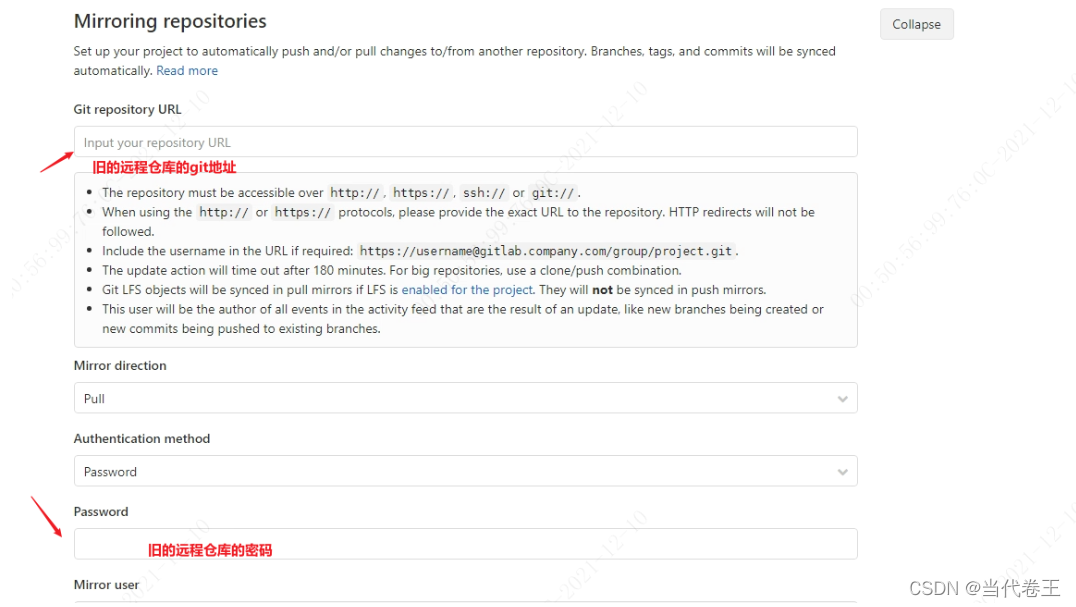 Mirroring repositories
Collapse
Set up your project to automatically push and/or pull changes to/from another repository. Branches, tags, and commits will be synced
automatically. Read more
Git repository URL
Input your repository URL
旧的远程仓库的git地址
The repository must be accessible over http://, https://, ssh:// or git://.
When using the http:// or https:// protocols, please provide the exact URL to the repository. HTTP redirects will not be
followed.
Include the username in the URL if required: https://username@gitlab.company.com/group/project.git.
The update action will time out after 180 minutes. For big repositories, use a clone/push combination.
Git LFS objects will be synced in pull mirrors if LFS is enabled for the project. They will not be synced in push mirrors.
This user will be the author of all events in the activity feed that are the result of an update, like new branches being created or
new commits being pushed to existing branches.
Mirror direction
Pull
Authentication method
Password
Password
旧的远程仓库的密码
Mirror user
CSDN @当代卷王